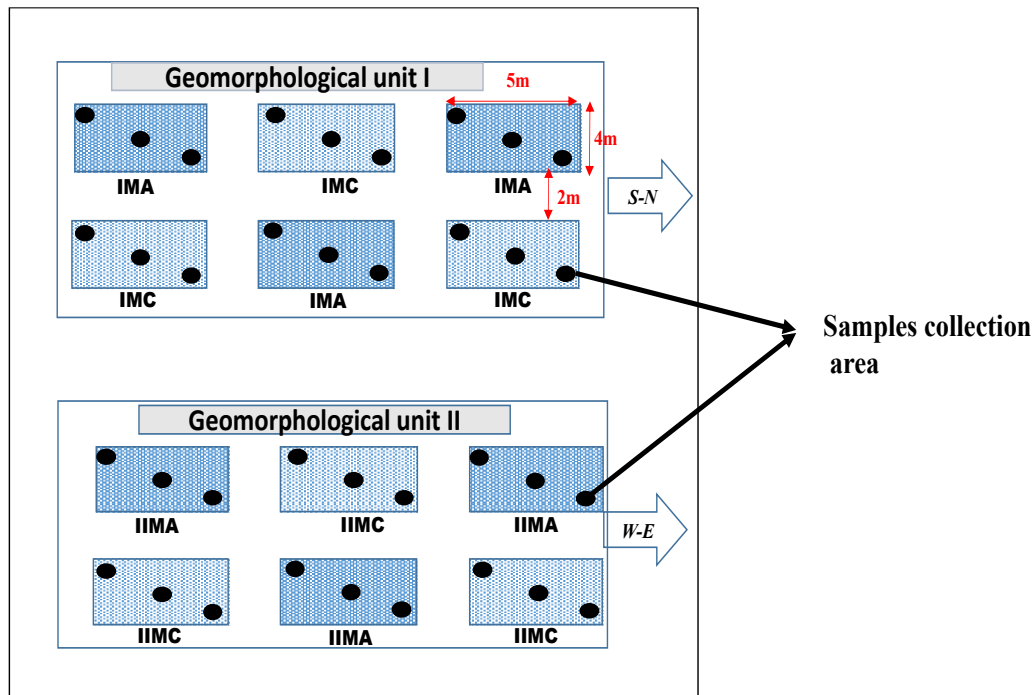 Geomorphological unit I
5m
4m
IMA
IMC
IMA
2m
S-N
IMC
IMA
IMC
Samples collection
area
Geomorphological unit II
IIMA
IIMC
IIMA
W-E
IIMC
IIMA
IIMC